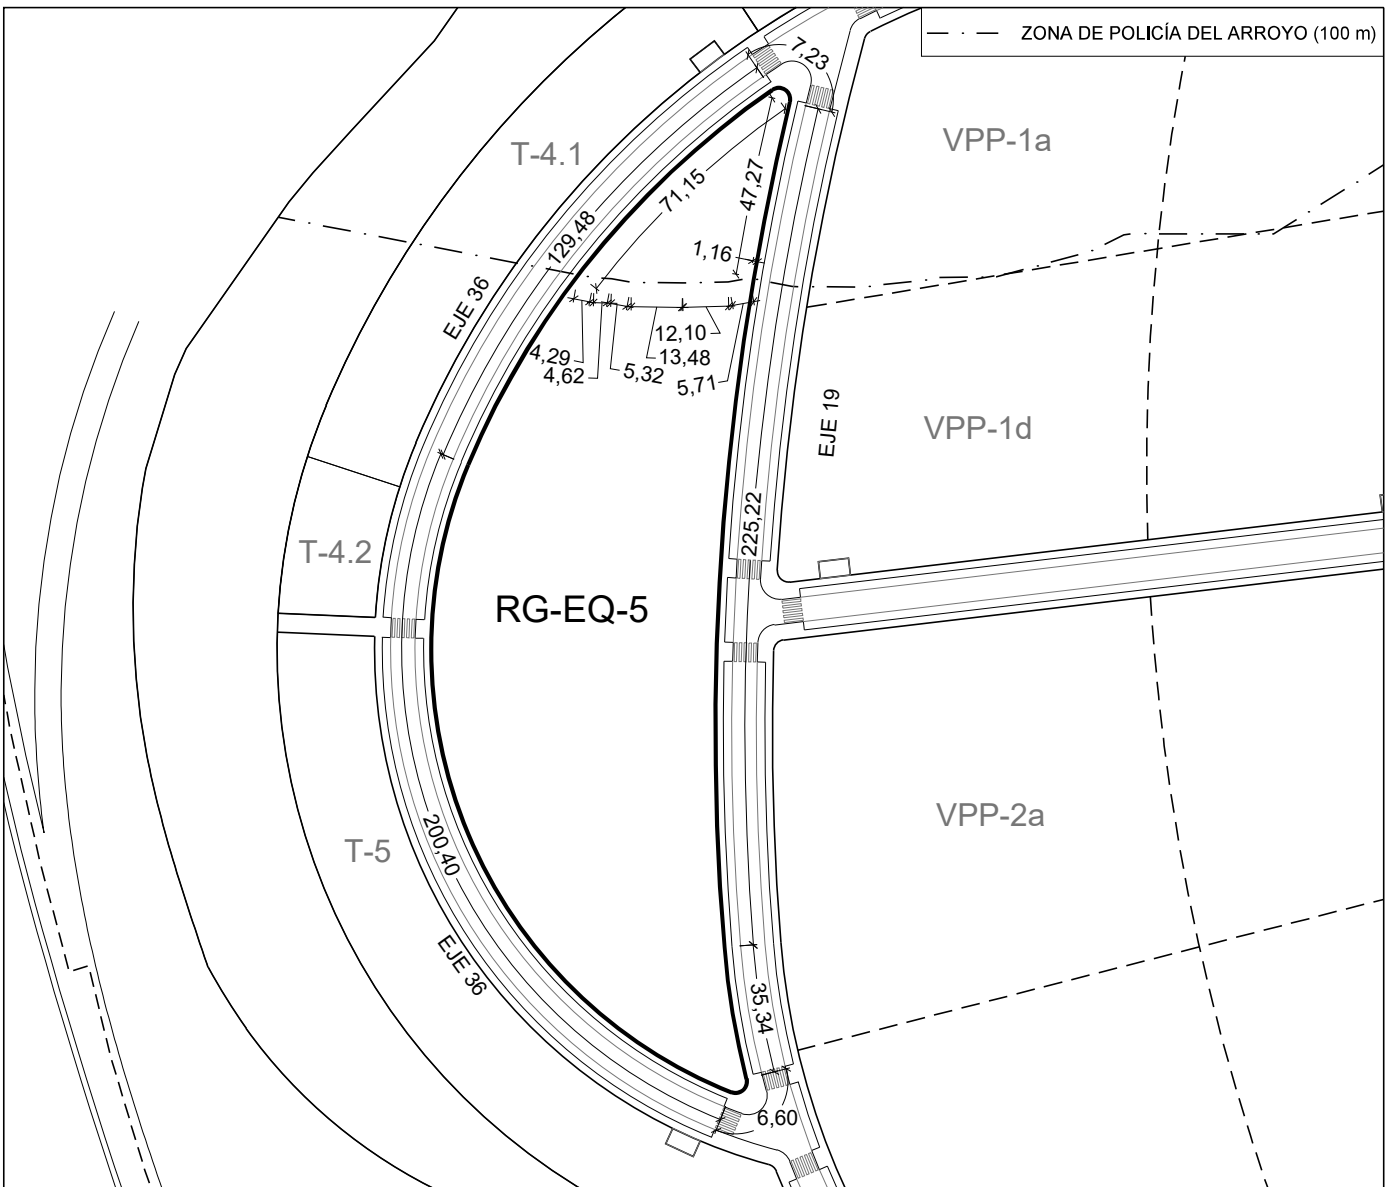 ZONA DE POLICÍA DEL ARROYO (100 m)
7,23
T-4.1
VPP-1a
71,15
47,27
129,48
1,16
EJE 36
12,10
4,29
13,48
4,62
5,32
5,71
EJE 19
VPP-1d
225,22
T-4.2
RG-EQ-5
VPP-2a
T-5
200,40
EJE 36
35,34
6,60